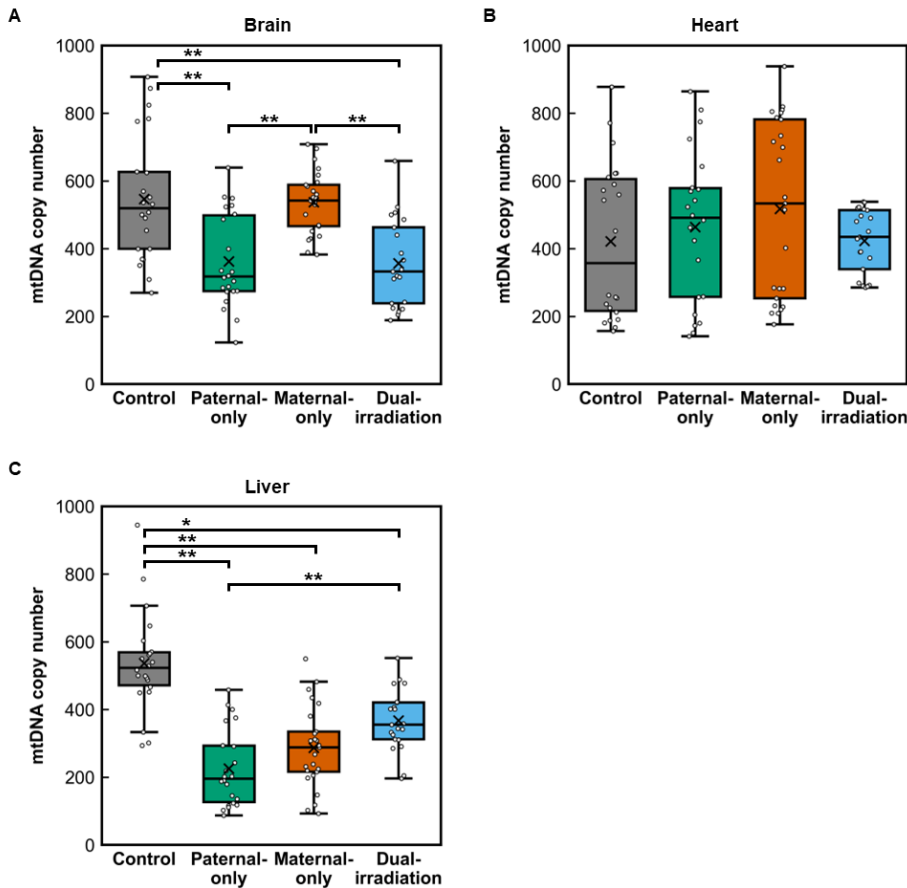 A
Brain
mtDNA copy number
1000
800
600
400
200
0
**
**
**
**
Control
Paternal-
only
Maternal-
only
Dual-
irradiation
B
Heart
mtDNA copy number
1000
800
600
400
200
0
Control
Paternal-
only
Maternal-
only
Dual-
irradiation
C
Liver
mtDNA copy number
1000
800
600
400
200
0
*
**
**
**
Control
Paternal-
only
Maternal-
only
Dual-
irradiation